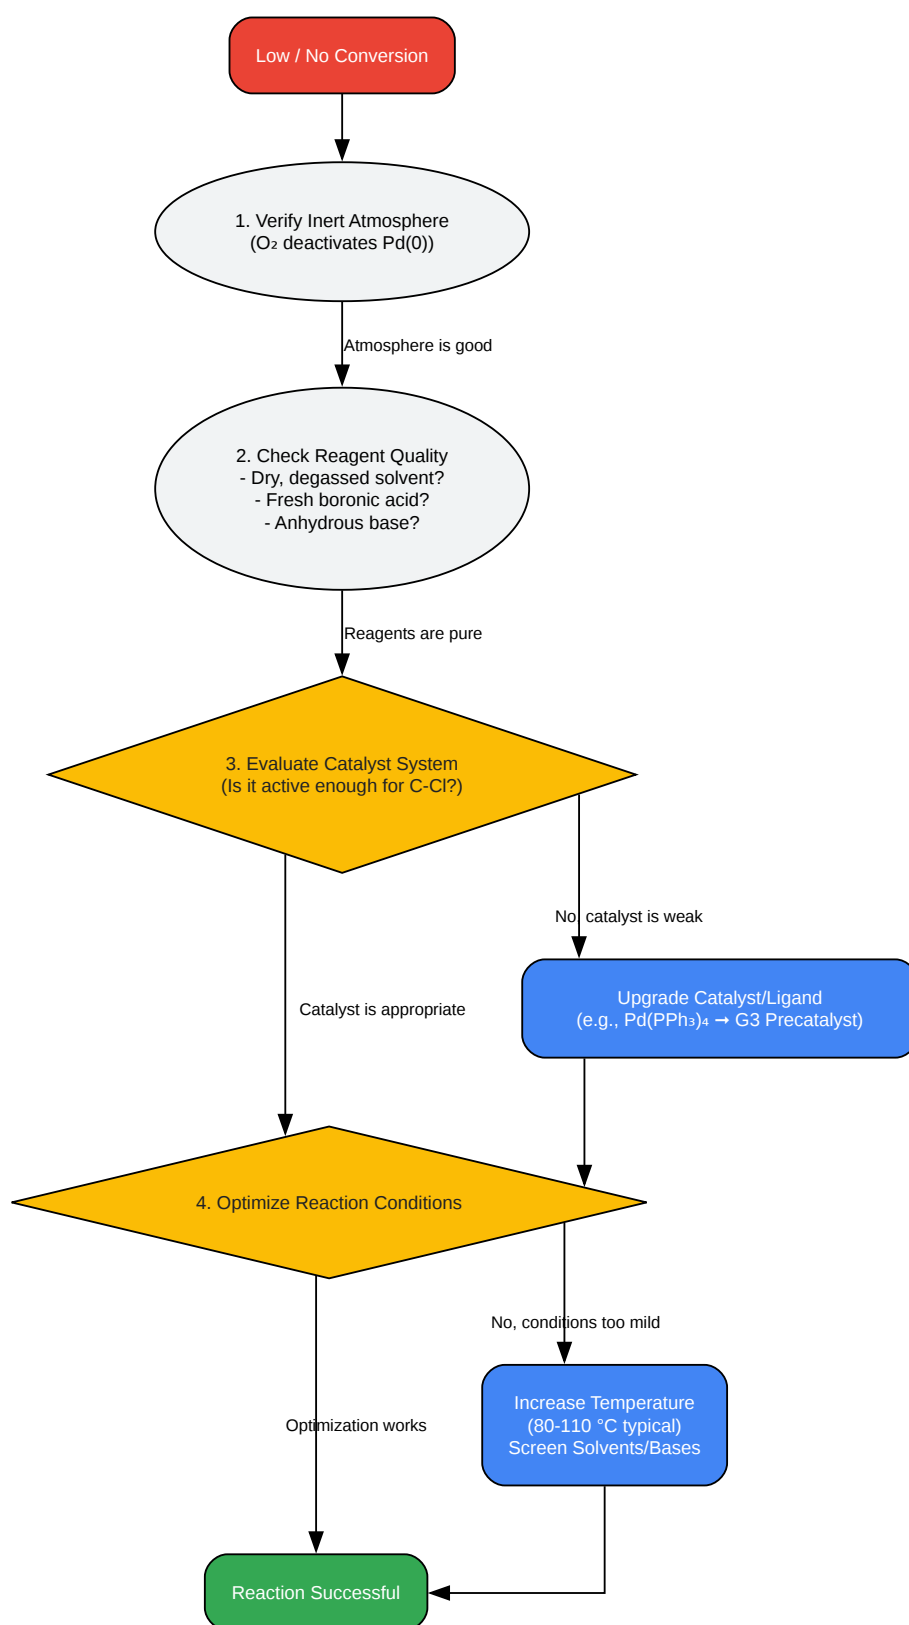 Low / No Conversion
1. Verify Inert Atmosphere
(O₂ deactivates Pd(0))
Atmosphere is good
2. Check Reagent Quality
- Dry, degassed solvent?
- Fresh boronic acid?
- Anhydrous base?
Reagents are pure
3. Evaluate Catalyst System
(Is it active enough for C-Cl?)
No, catalyst is weak
Upgrade Catalyst/Ligand
(e.g., Pd(PPh₃)₄ → G3 Precatalyst)
Catalyst is appropriate
4. Optimize Reaction Conditions
No, conditions too mild
Increase Temperature
(80-110 °C typical)
Screen Solvents/Bases
Optimization works
Reaction Successful